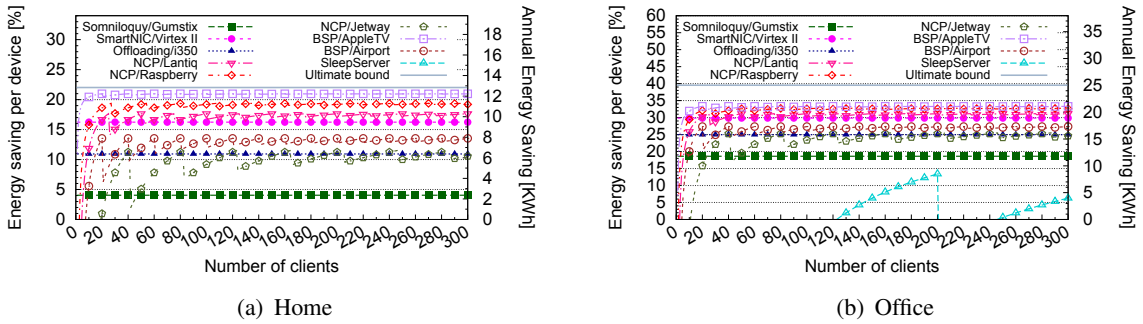 Energy saving per device [%]
0
5
10
15
20
25
30
Somniloquy/Gumstix
SmartNIC/Virtex II
Offloading/i350
NCP/Lantiq
NCP/Raspberry
NCP/Jetway
BSP/AppleTV
BSP/Airport
Ultimate bound
0
2
4
6
8
10
12
14
16
18
Annual Energy Saving [KWh]
0
20
40
60
80
100
120
140
160
180
200
220
240
260
280
300
Number of clients
(a) Home
Energy saving per device [%]
0
5
10
15
20
25
30
35
40
45
50
55
60
Somniloquy/Gumstix
SmartNIC/Virtex II
Offloading/i350
NCP/Lantiq
NCP/Raspberry
NCP/Jetway
BSP/AppleTV
BSP/Airport
SleepServer
Ultimate bound
0
5
10
15
20
25
30
35
Annual Energy Saving [KWh]
0
20
40
60
80
100
120
140
160
180
200
220
240
260
280
300
Number of clients
(b) Office